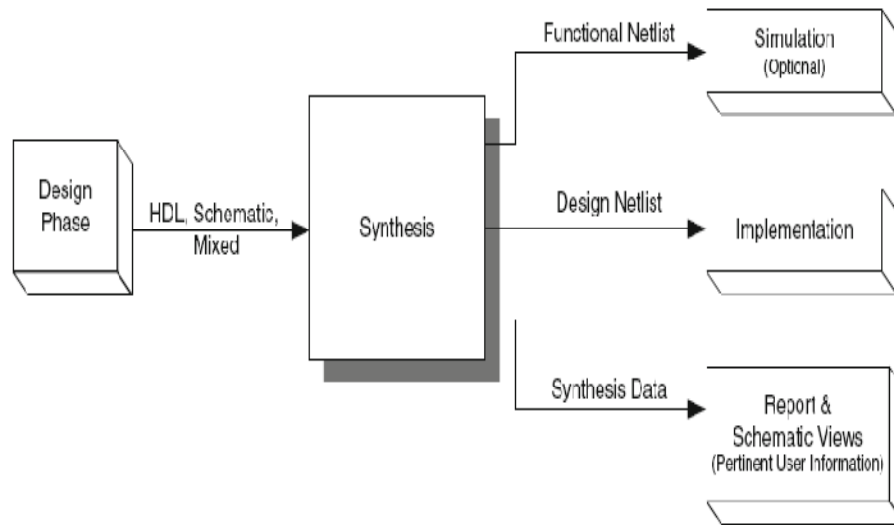 Design
Phase
HDL, Schematic,
Mixed
Synthesis
Functional Netlist
Simulation
(Optional)
Design Netlist
Implementation
Synthesis Data
Report &
Schematic Views
(Pertinent User Information)